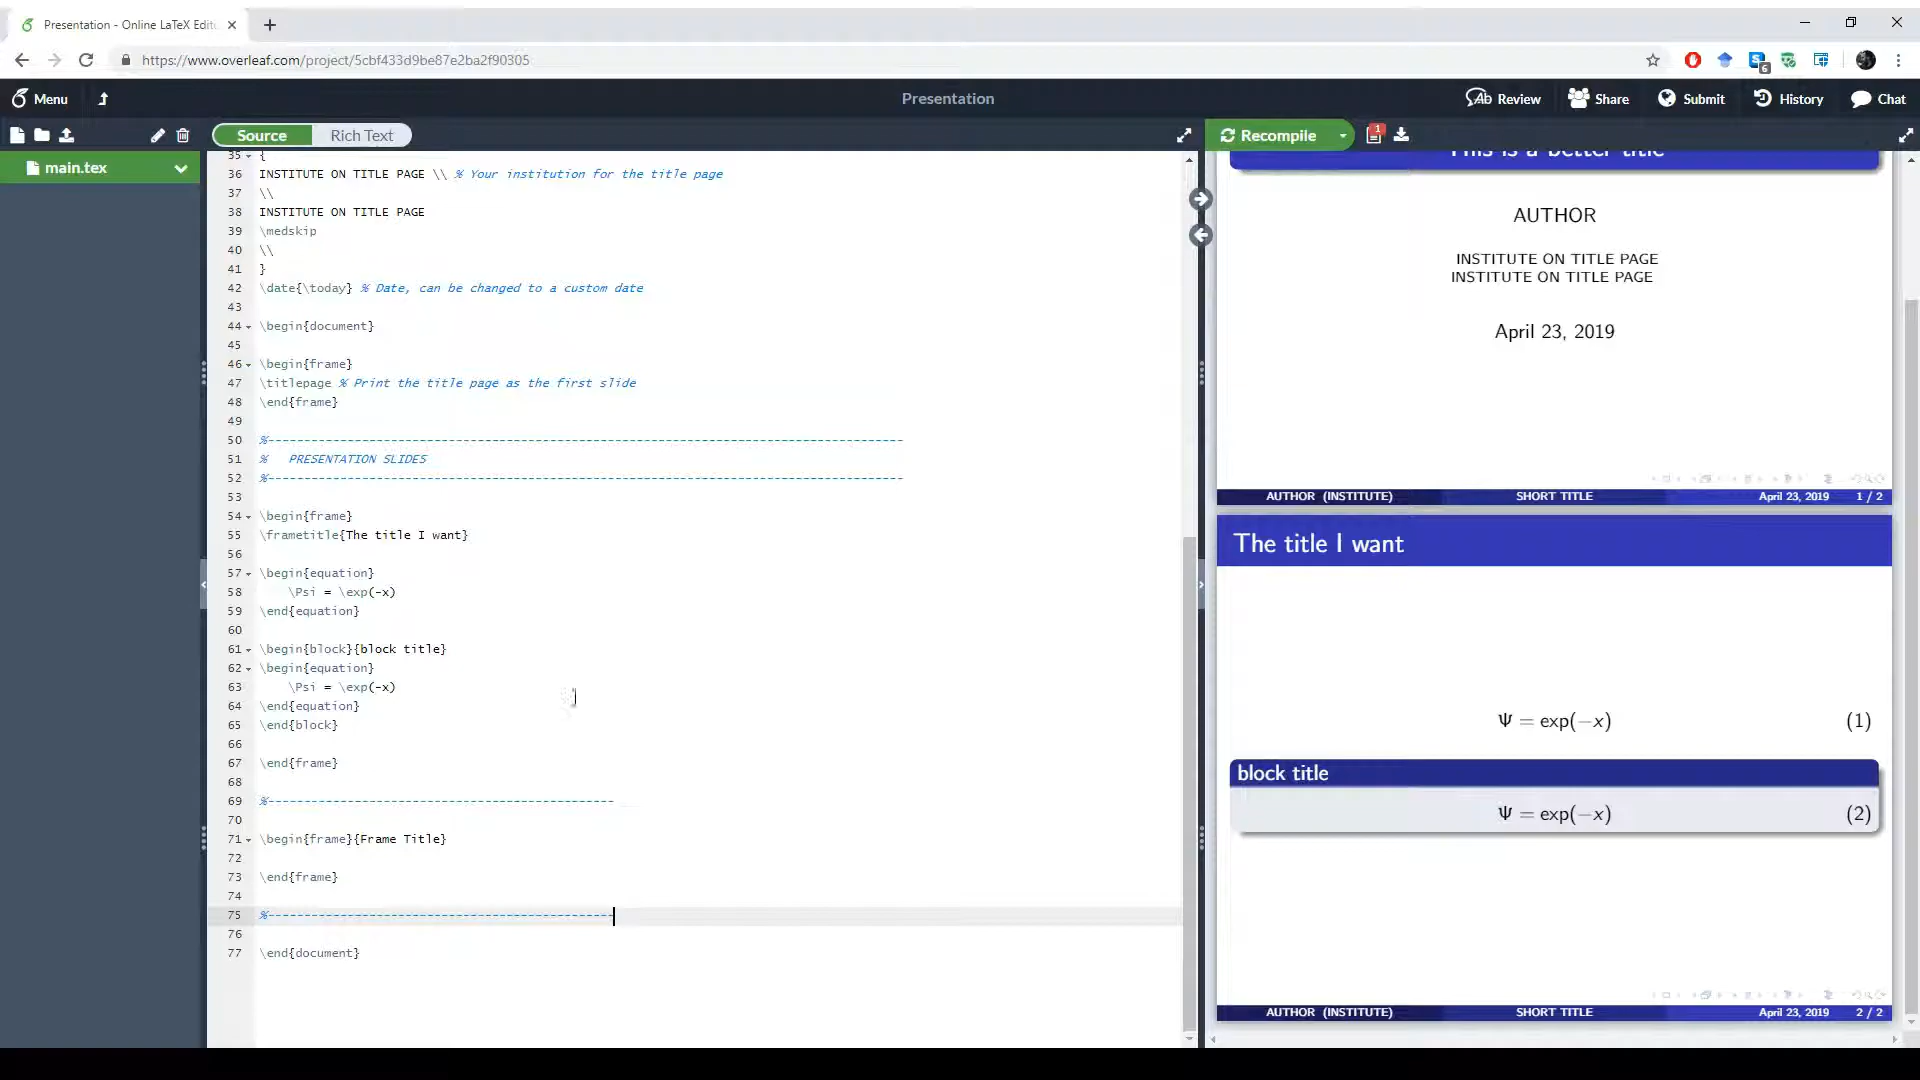 Presentation - Online LaTeX Edit
https://www.overleaf.com/project/5cbf433d9be87e2ba2f90305
6
Menu
Presentation
Review
Share
Submit
History
Chat
Source
Rich Text
Recompile
1
main.tex
35 {
36 INSTITUTE ON TITLE PAGE \\ % Your institution for the title page
37 \\
38 INSTITUTE ON TITLE PAGE
39 \medskip
40 \\
41 }
42 \date{\today} % Date, can be changed to a custom date
43
44 \begin{document}
45
46 \begin{frame}
47 \titlepage % Print the title page as the first slide
48 \end{frame}
49
50 %----------------------------------------------------------------------------------------
51 % PRESENTATION SLIDES
52 %----------------------------------------------------------------------------------------
53
54 \begin{frame}
55 \frametitle{The title I want}
56
57 \begin{equation}
58 \Psi = \exp(-x)
59 \end{equation}
60
61 \begin{block}{block title}
62 \begin{equation}
63 \Psi = \exp(-x)
64 \end{equation}
65 \end{block}
66
67 \end{frame}
68
69 %------------------------------------------------
70
71 \begin{frame}{Frame Title}
72
73 \end{frame}
74
75 %------------------------------------------------
76
77 \end{document}
This is a better title
AUTHOR
INSTITUTE ON TITLE PAGE
INSTITUTE ON TITLE PAGE
April 23, 2019
AUTHOR (INSTITUTE) SHORT TITLE April 23, 2019 1 / 2
The title I want
Ψ = exp(−x) (1)
block title
Ψ = exp(−x) (2)
AUTHOR (INSTITUTE) SHORT TITLE April 23, 2019 2 / 2